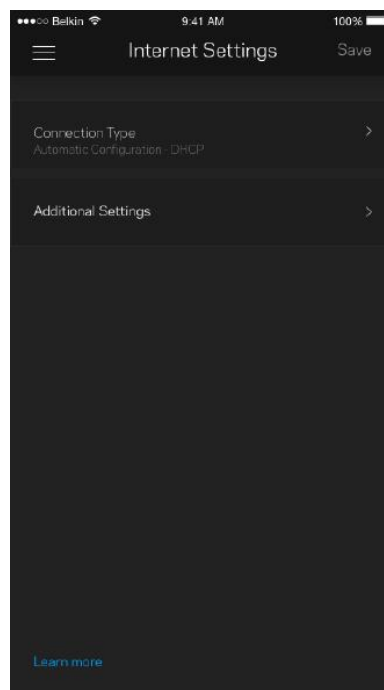 Belkin 9:41 AM 100%
Internet Settings Save
Connection Type
Automatic Configuration - DHCP
Additional Settings
Learn more